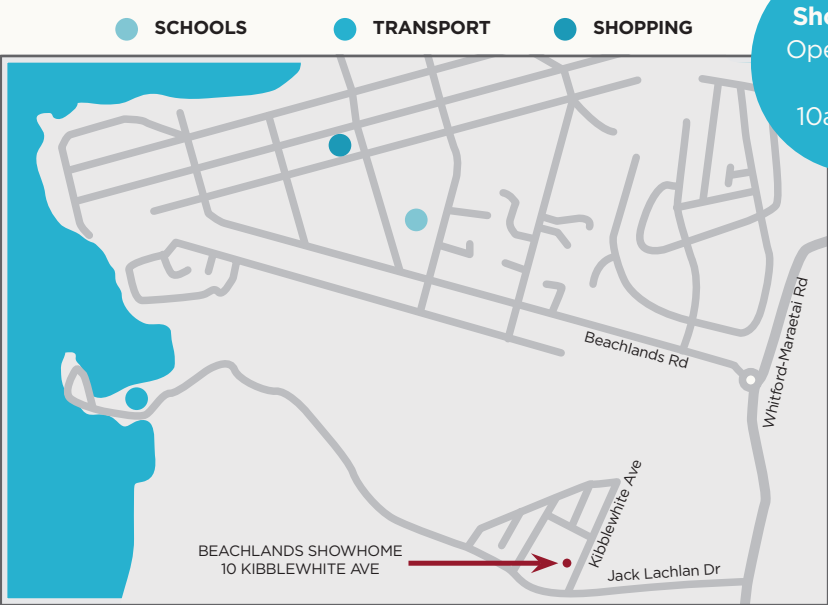 SCHOOLS
TRANSPORT
SHOPPING
Beachlands Rd
Whitford-Maraetai Rd
Kibblewhite Ave
BEACHLANDS SHOWHOME
10 KIBBLEWHITE AVE
Jack Lachlan Dr